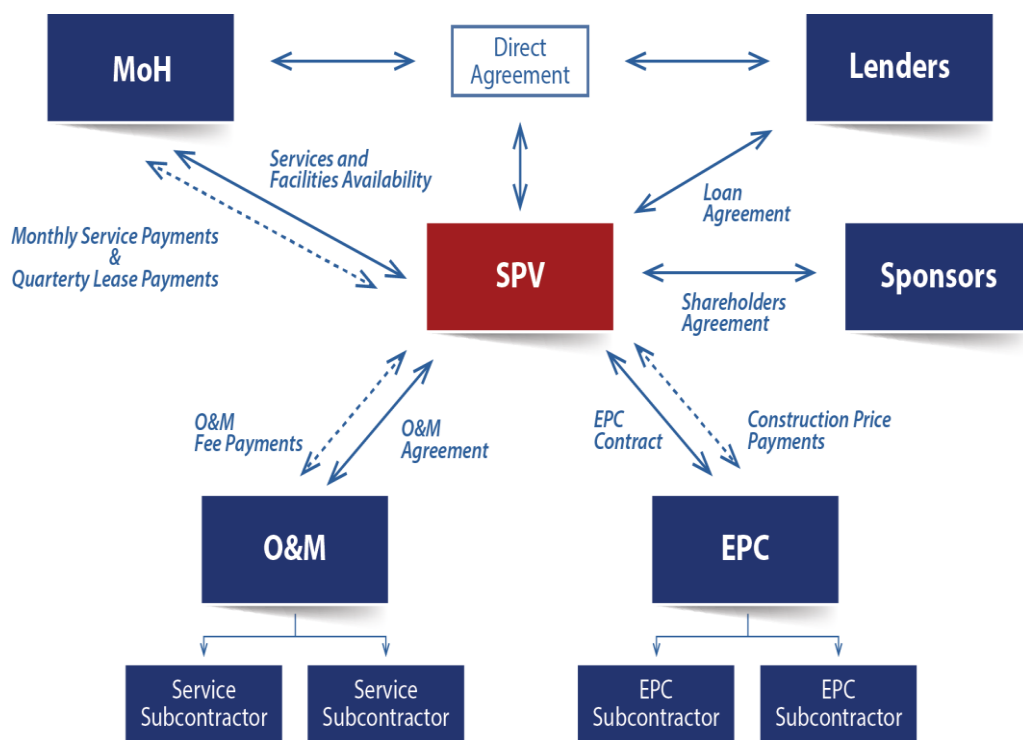 MoH
Direct
Agreement
Lenders
Services and
Facilities Availability
Loan
Agreement
Monthly Service Payments
&
Quarterty Lease Payments
SPV
Sponsors
Shareholders
Agreement
O&M
Fee Payments
O&M
Agreement
EPC
Contract
Construction Price
Payments
O&M
EPC
Service
Subcontractor
Service
Subcontractor
EPC
Subcontractor
EPC
Subcontractor